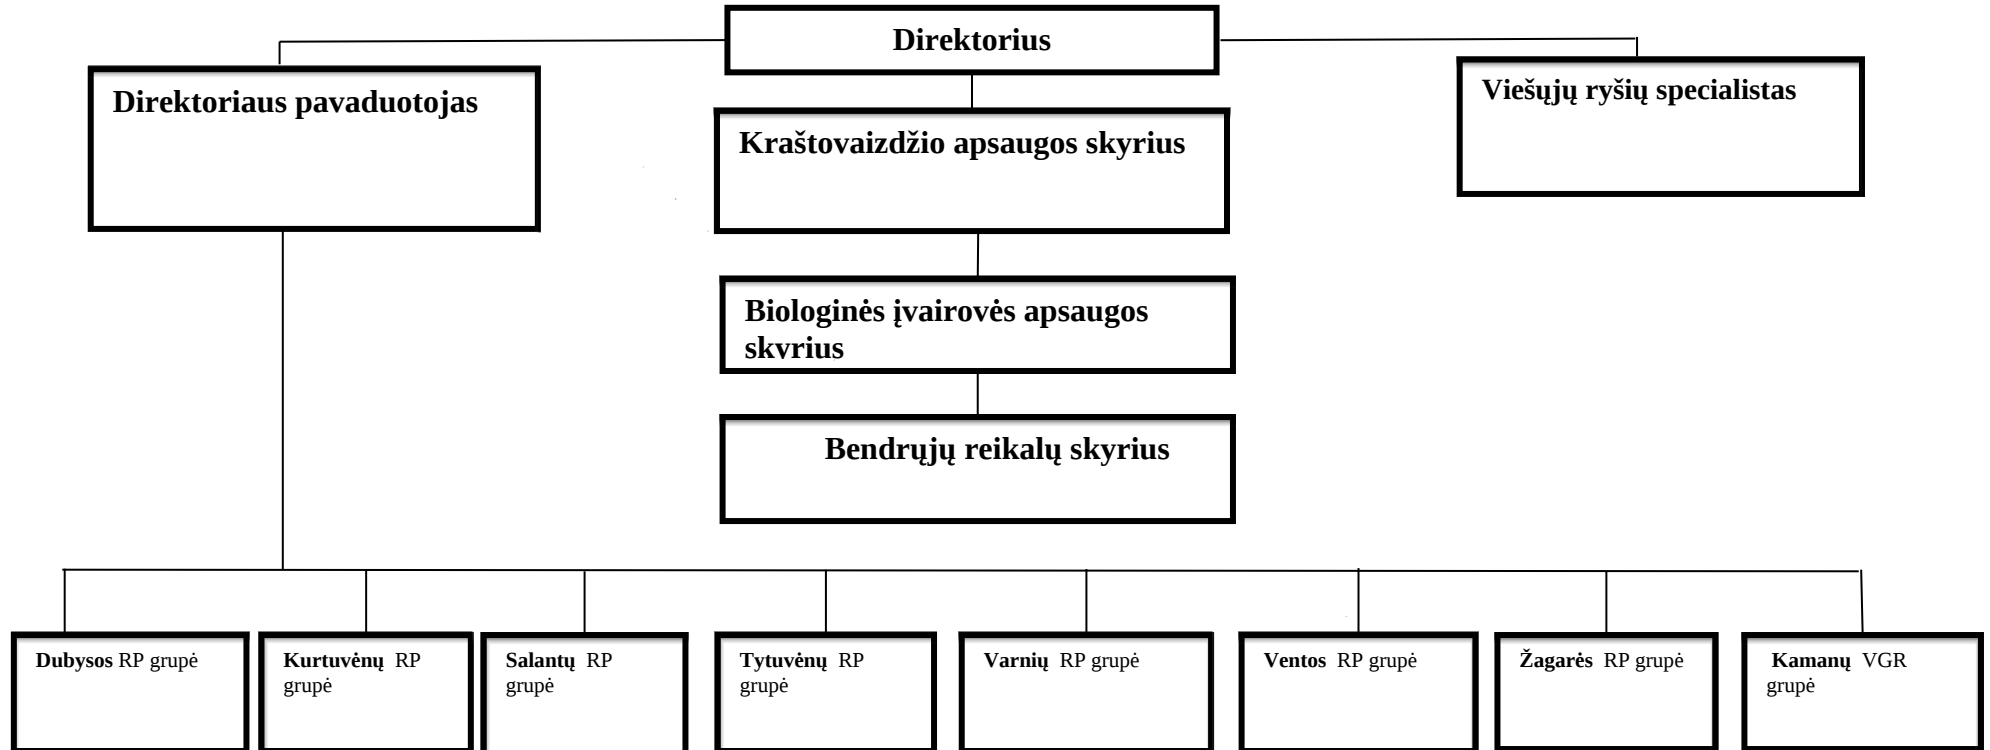 Direktorius
Direktoriaus pavaduotojas
Viešųjų ryšių specialistas
Kraštovaizdžio apsaugos skyrius
Biologinės įvairovės apsaugos
skyrius
Bendrųjų reikalų skyrius
Dubysos RP grupė
Kurtuvėnų RP
grupė
Salantų RP
grupė
Tytuvėnų RP
grupė
Varnių RP grupė
Ventos RP grupė
Žagarės RP grupė
Kamanų VGR
grupė